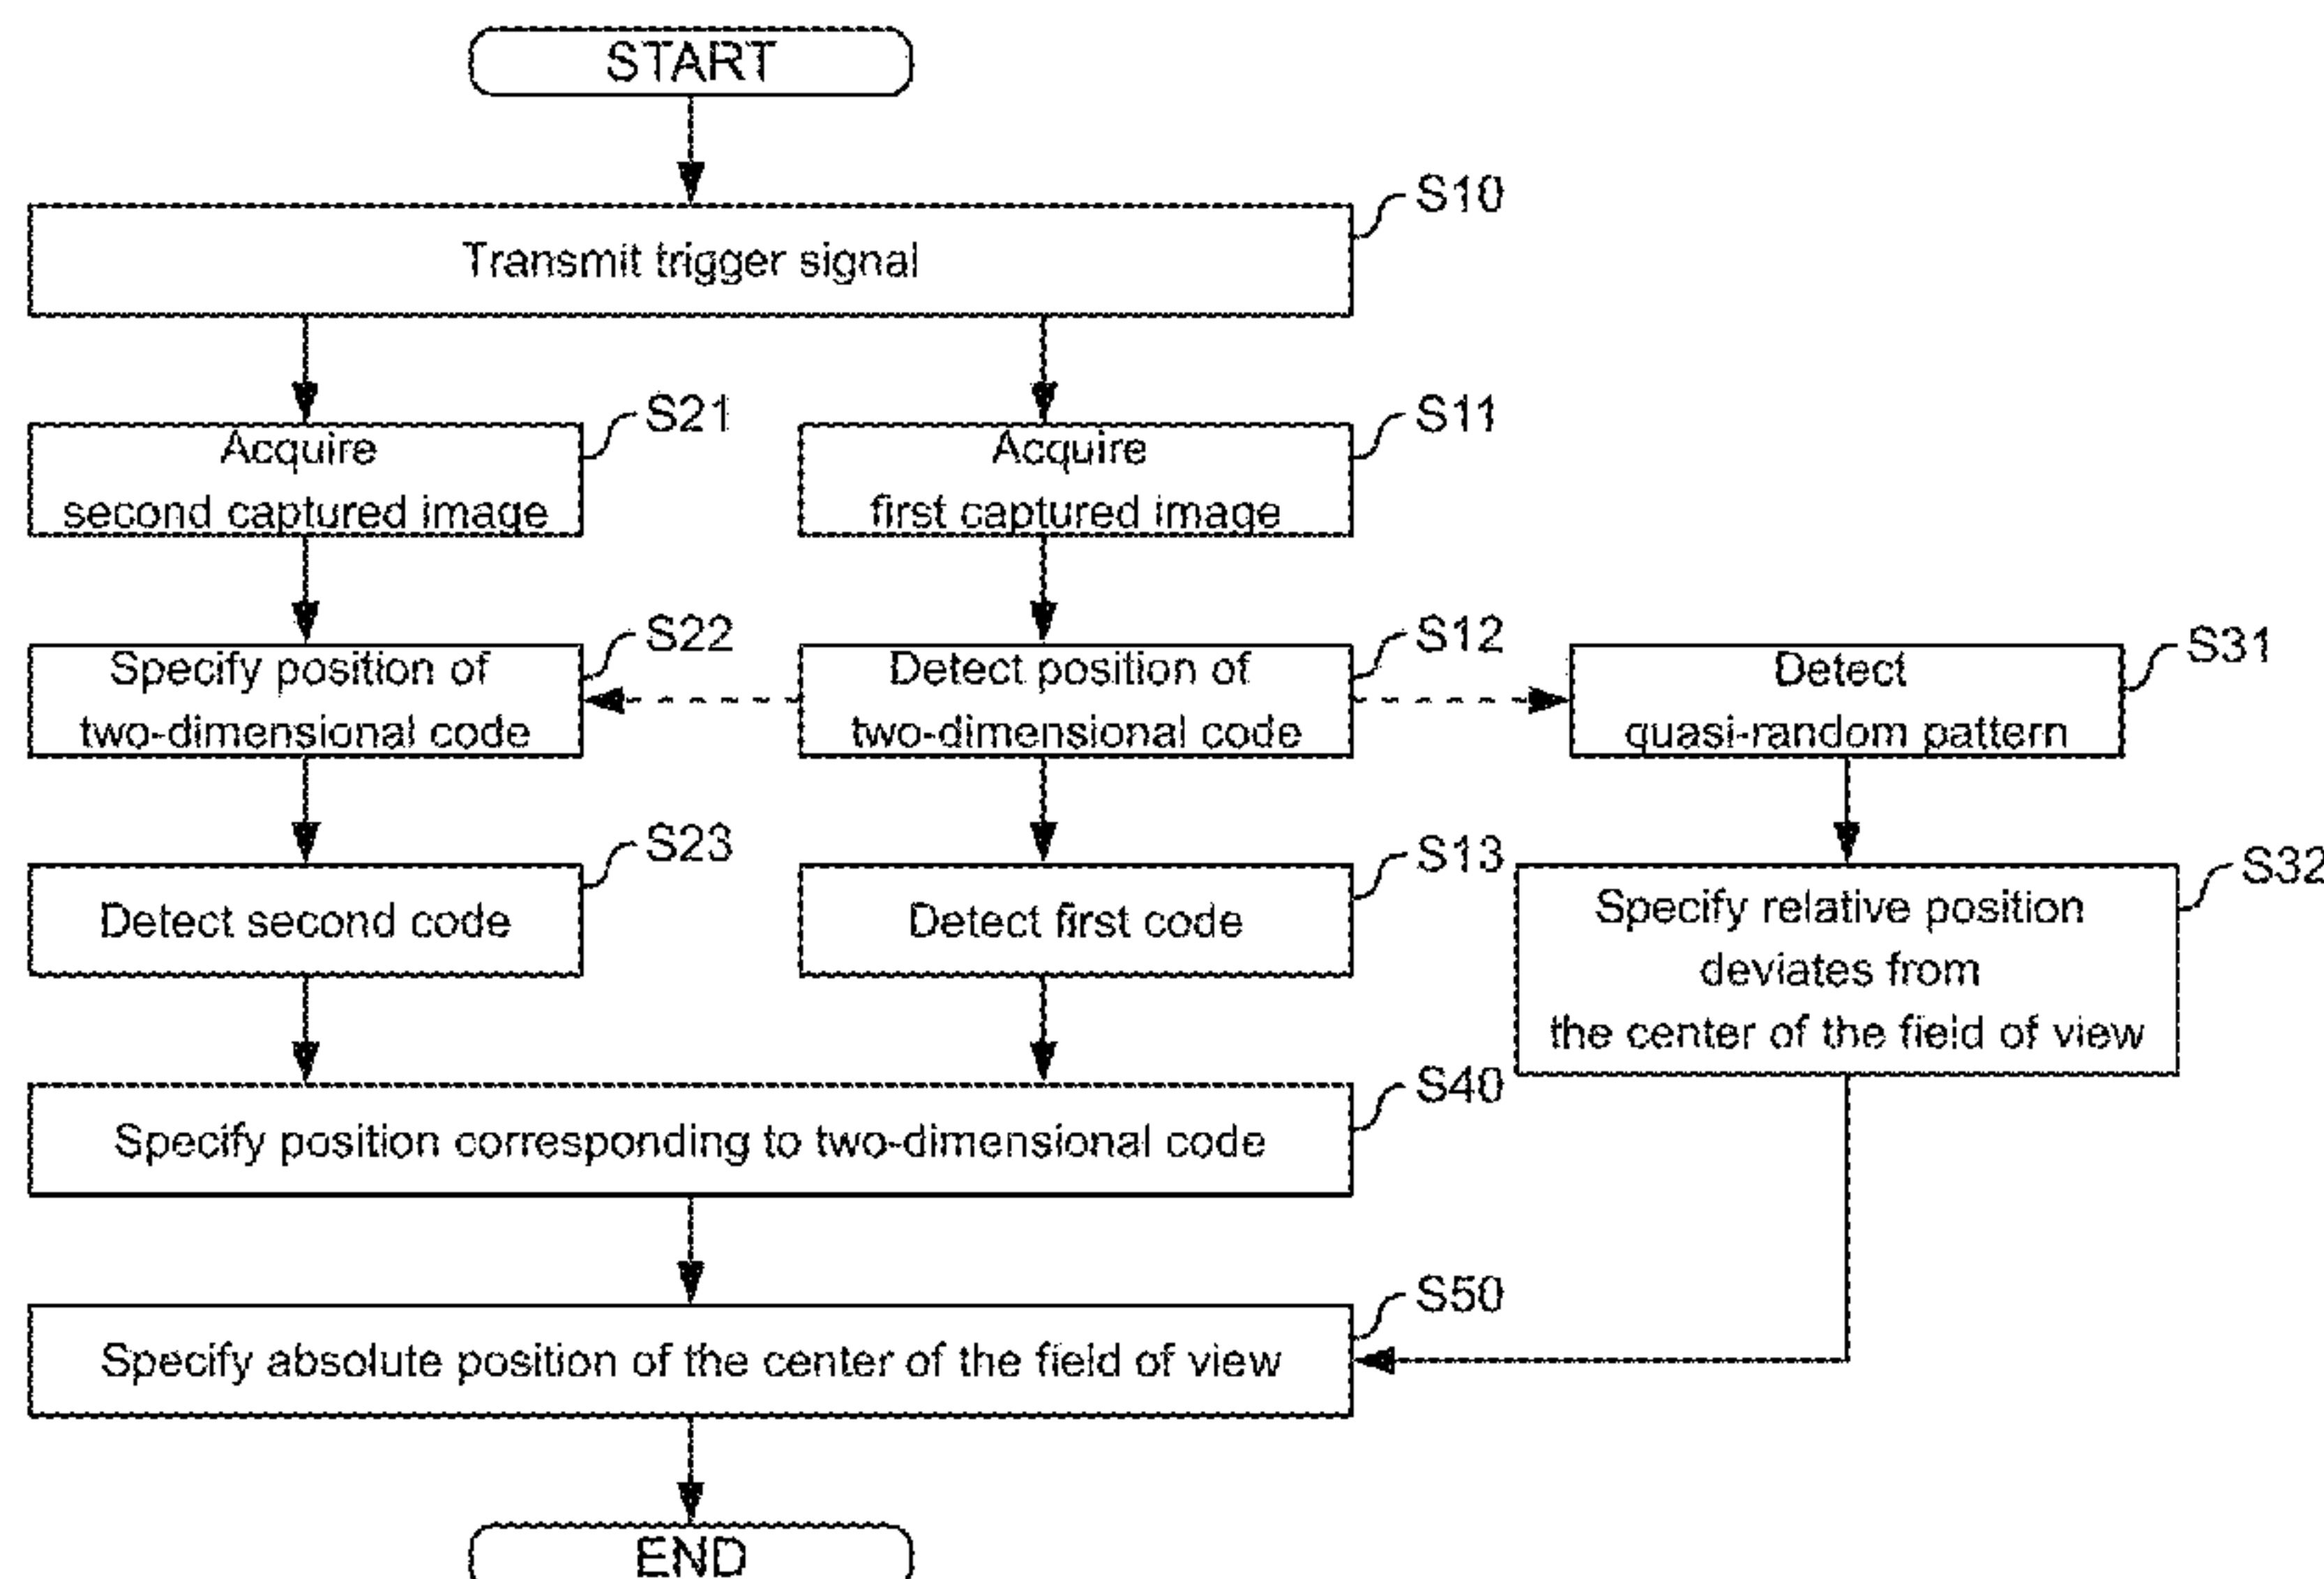 START
S10
Transmit trigger signal
S21
Acquire
second captured image
S11
Acquire
first captured image
S22
Specify position of
two-dimensional code
S12
Detect position of
two-dimensional code
S31
Detect
quasi-random pattern
S23
Detect second code
S13
Detect first code
S32
Specify relative position
deviates from
the center of the field of view
S40
Specify position corresponding to two-dimensional code
S50
Specify absolute position of the center of the field of view
END